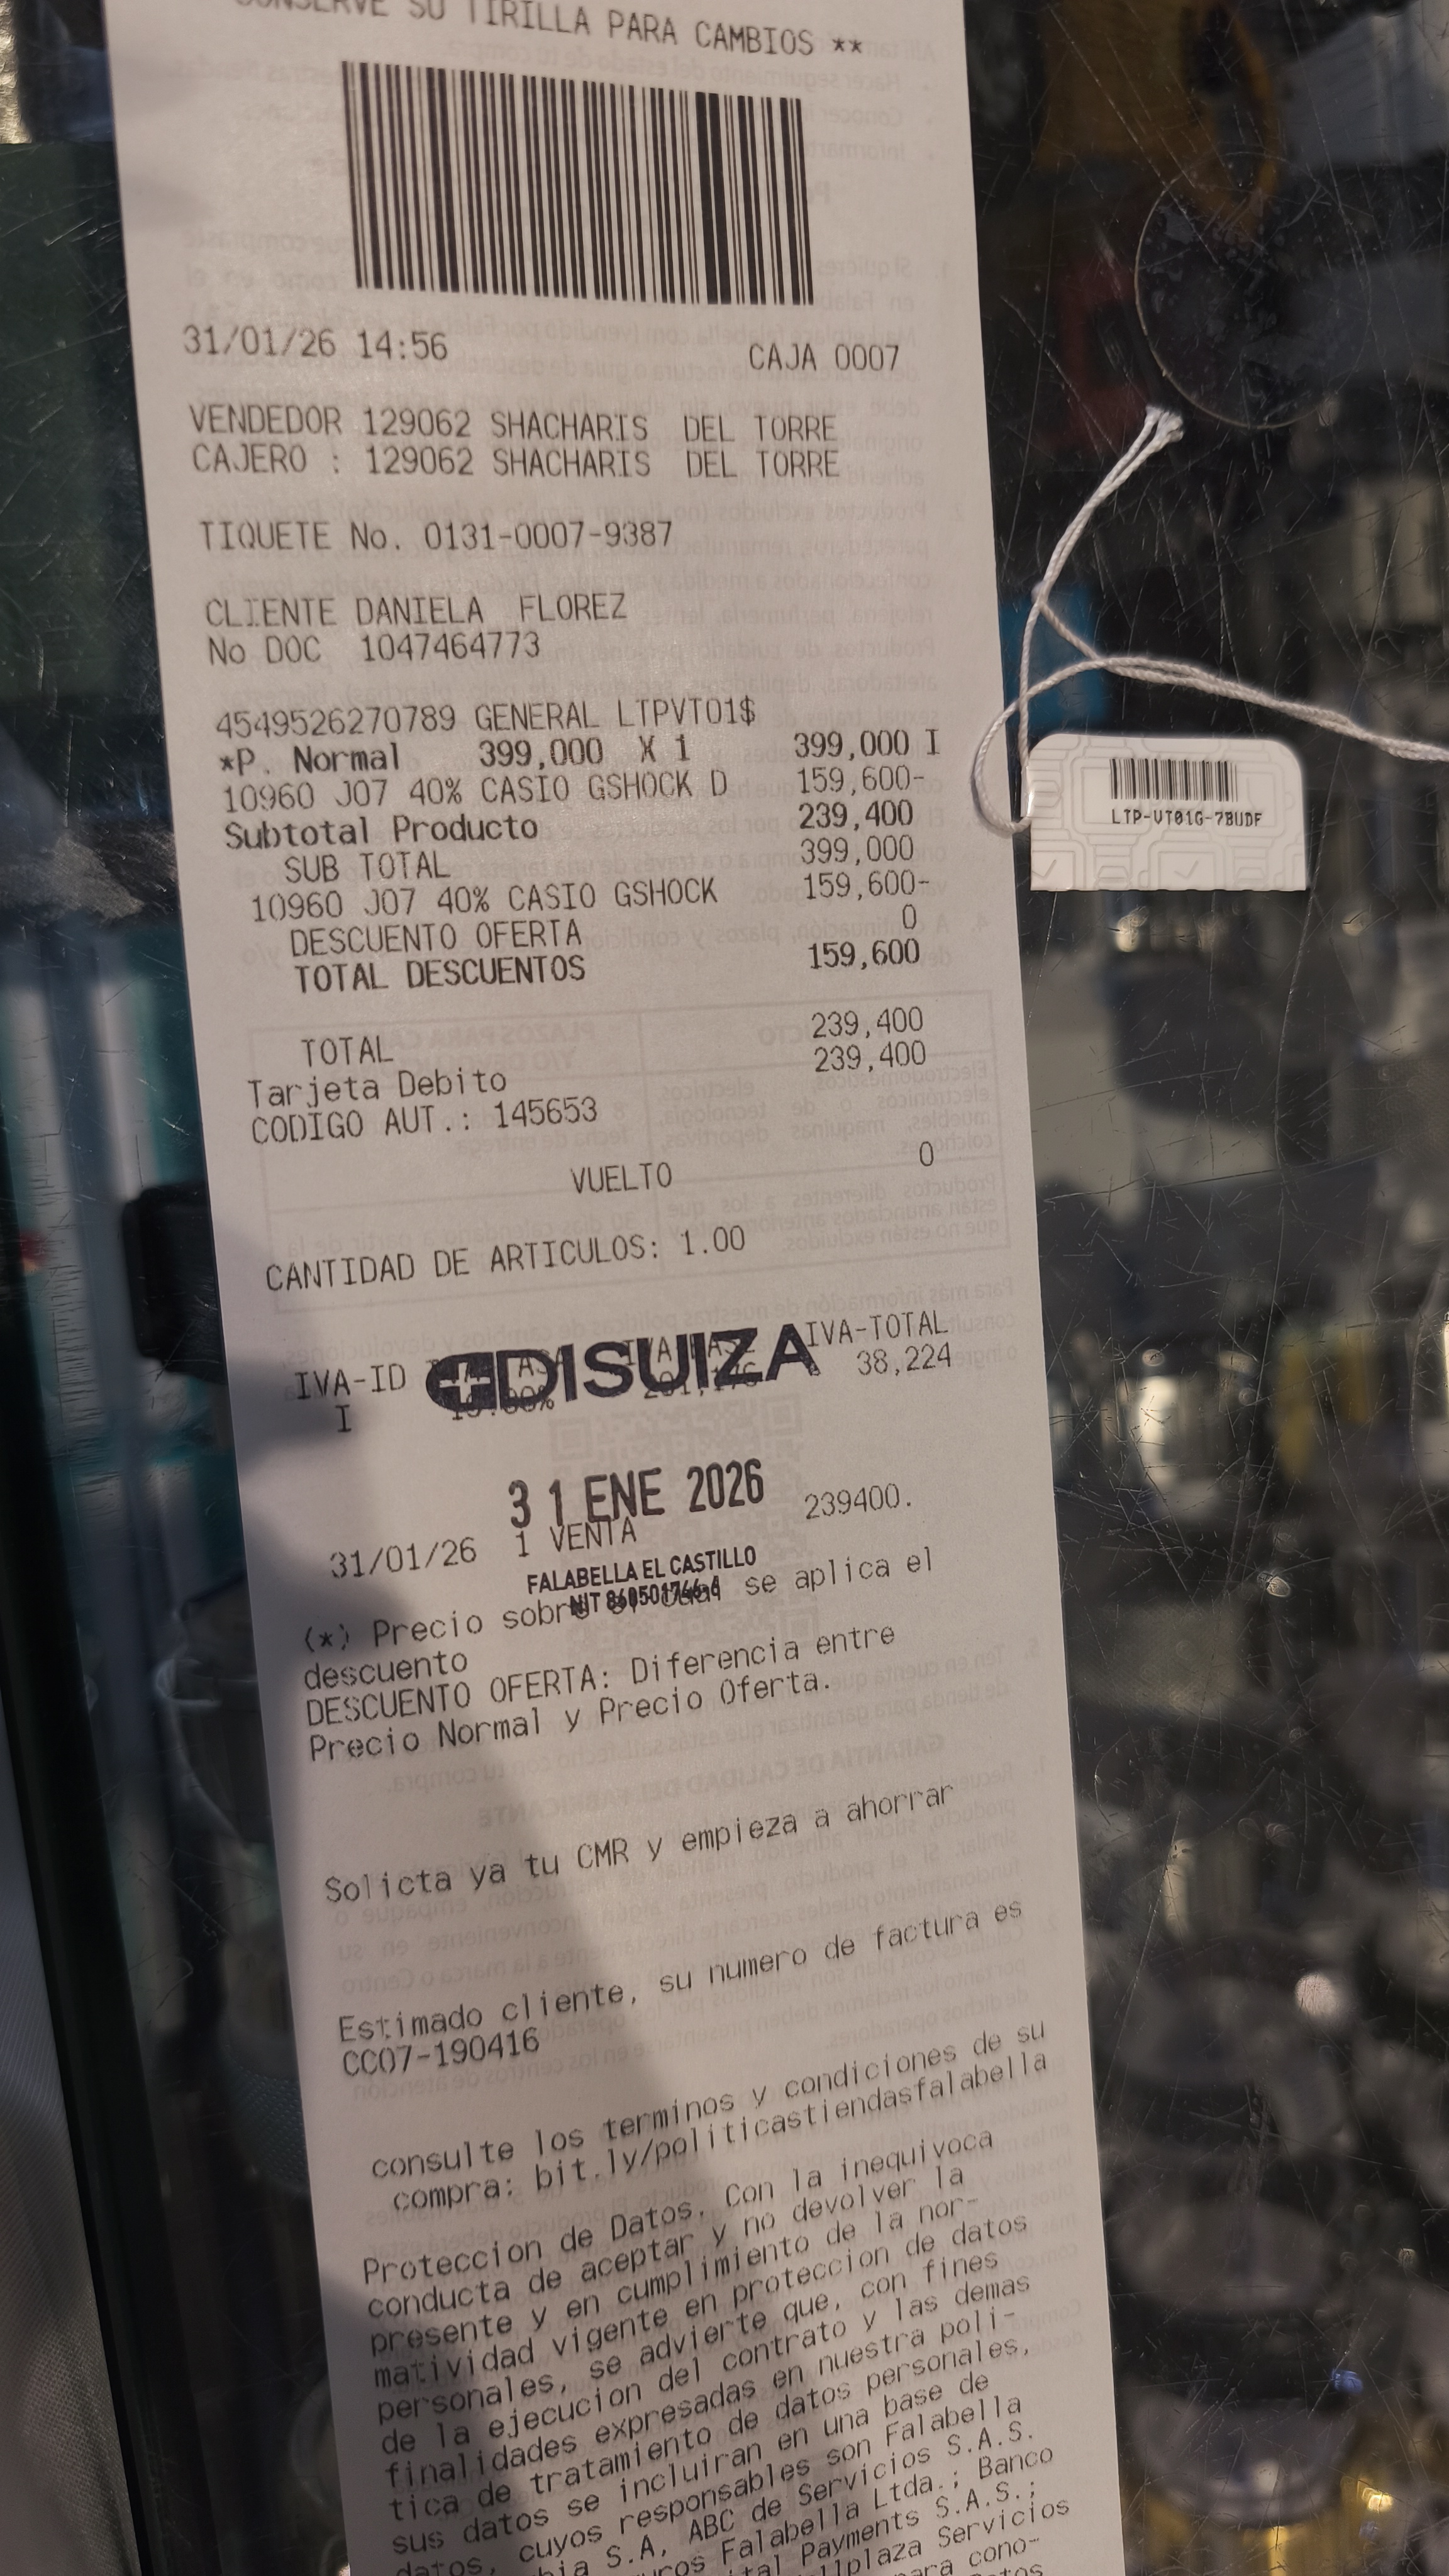 CONSERVE SU TIRILLA PARA CAMBIOS **
31/01/26 14:56 CAJA 0007
VENDEDOR 129062 SHACHARIS DEL TORRE
CAJERO : 129062 SHACHARIS DEL TORRE
TIQUETE No. 0131-0007-9387
CLIENTE DANIELA FLOREZ
No DOC 1047464773
4549526270789 GENERAL LTPVT01$
*P. Normal 399,000 X 1 399,000 I
10960 J07 40% CASIO GSHOCK D 159,600-
Subtotal Producto 239,400
SUB TOTAL 399,000
10960 J07 40% CASIO GSHOCK 159,600-
DESCUENTO OFERTA 0
TOTAL DESCUENTOS 159,600
TOTAL 239,400
Tarjeta Debito 239,400
CODIGO AUT.: 145653
VUELTO 0
CANTIDAD DE ARTICULOS: 1.00
IVA-ID IVA-TOTAL
I 38,224
DISUIZA
31 ENE 2026
31/01/26 1 VENTA 239400.
FALABELLA EL CASTILLO
NIT
(*) Precio sobre se aplica el
descuento
DESCUENTO OFERTA: Diferencia entre
Precio Normal y Precio Oferta.
Solicta ya tu CMR y empieza a ahorrar
Estimado cliente, su numero de factura es
CC07-190416
consulte los terminos y condiciones de su
compra: bit.ly/politicastiendasfalabella
Proteccion de Datos. Con la inequivoca
conducta de aceptar y no devolver la
presente y en cumplimiento de la nor-
matividad vigente en proteccion de datos
personales, se advierte que, con fines
de la ejecucion del contrato y las demas
finalidades expresadas en nuestra poli-
tica de tratamiento de datos personales,
sus datos se incluiran en una base de
datos, cuyos responsables son Falabella
S.A, ABC de Servicios S.A.S.
Falabella Ltda.; Banco
Payments S.A.S.;
Servicios
para cono-
LTP-VT01G-7BUDF